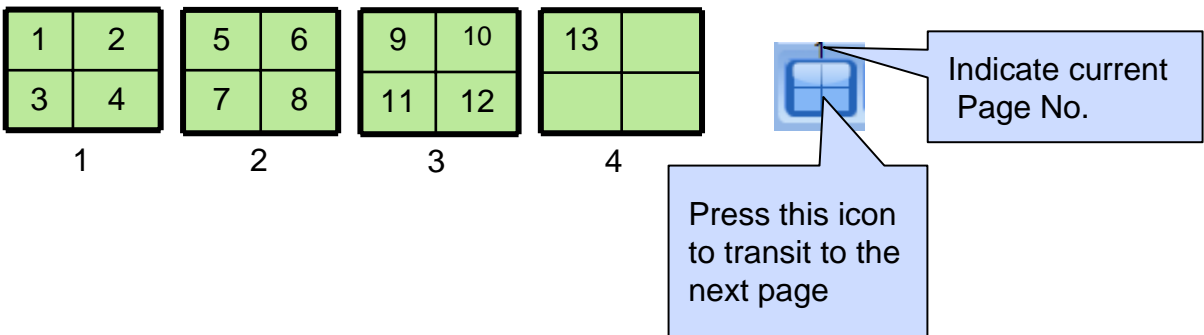 1 2 5 6 9 10 13
3 4 7 8 11 12
1 2 3 4
Indicate current
Page No.
Press this icon
to transit to the
next page